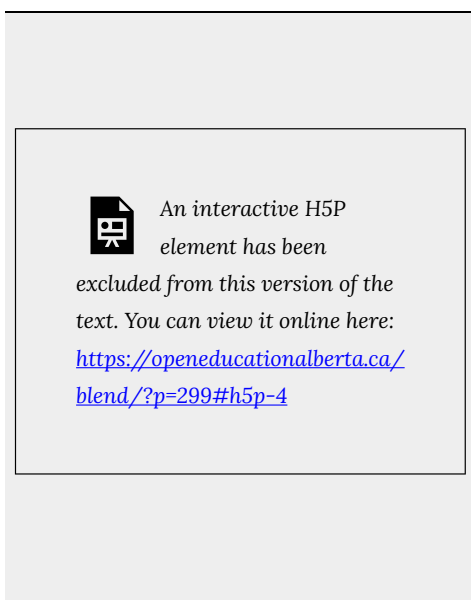 An interactive H5P
element has been
excluded from this version of the
text. You can view it online here:
https://openeducationalberta.ca/
blend/?p=299#h5p-4